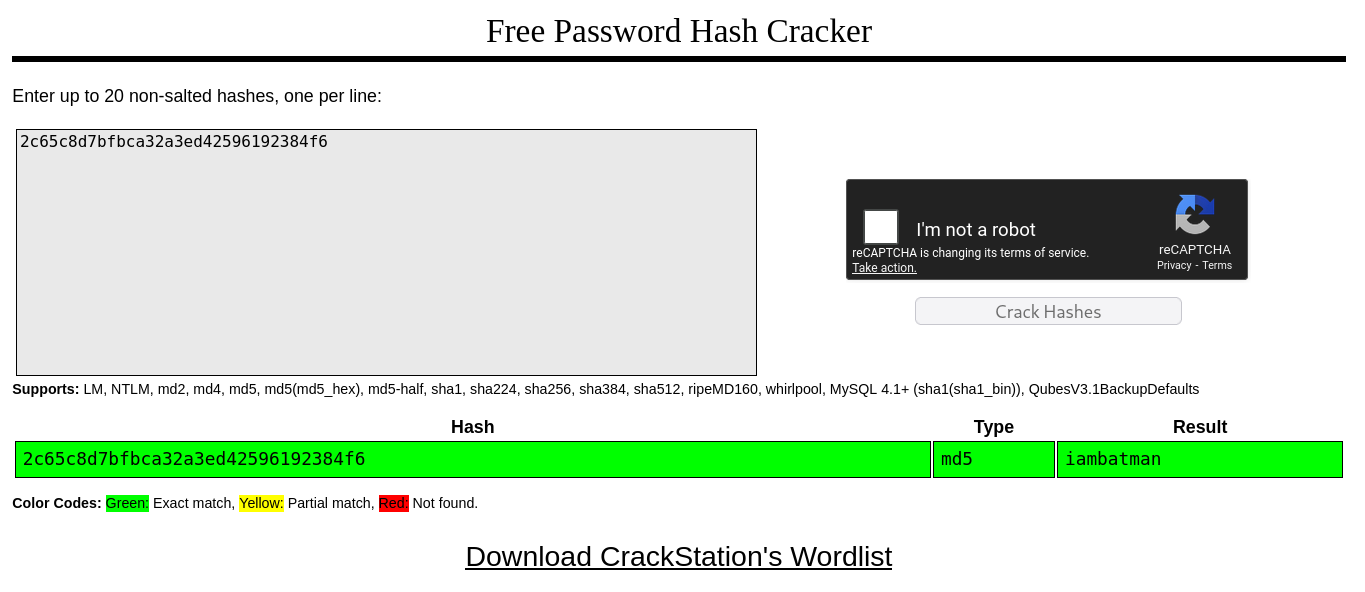 Free Password Hash Cracker
Enter up to 20 non-salted hashes, one per line:
2c65c8d7bfbca32a3ed42596192384f6
I'm not a robot
reCAPTCHA is changing its terms of service.
Take action.
reCAPTCHA
Privacy - Terms
Crack Hashes
Supports: LM, NTLM, md2, md4, md5, md5(md5_hex), md5-half, sha1, sha224, sha256, sha384, sha512, ripeMD160, whirlpool, MySQL 4.1+ (sha1(sha1_bin)), QubesV3.1BackupDefaults
Hash Type Result
2c65c8d7bfbca32a3ed42596192384f6 md5 iambatman
Color Codes: Green: Exact match, Yellow: Partial match, Red: Not found.
Download CrackStation's Wordlist